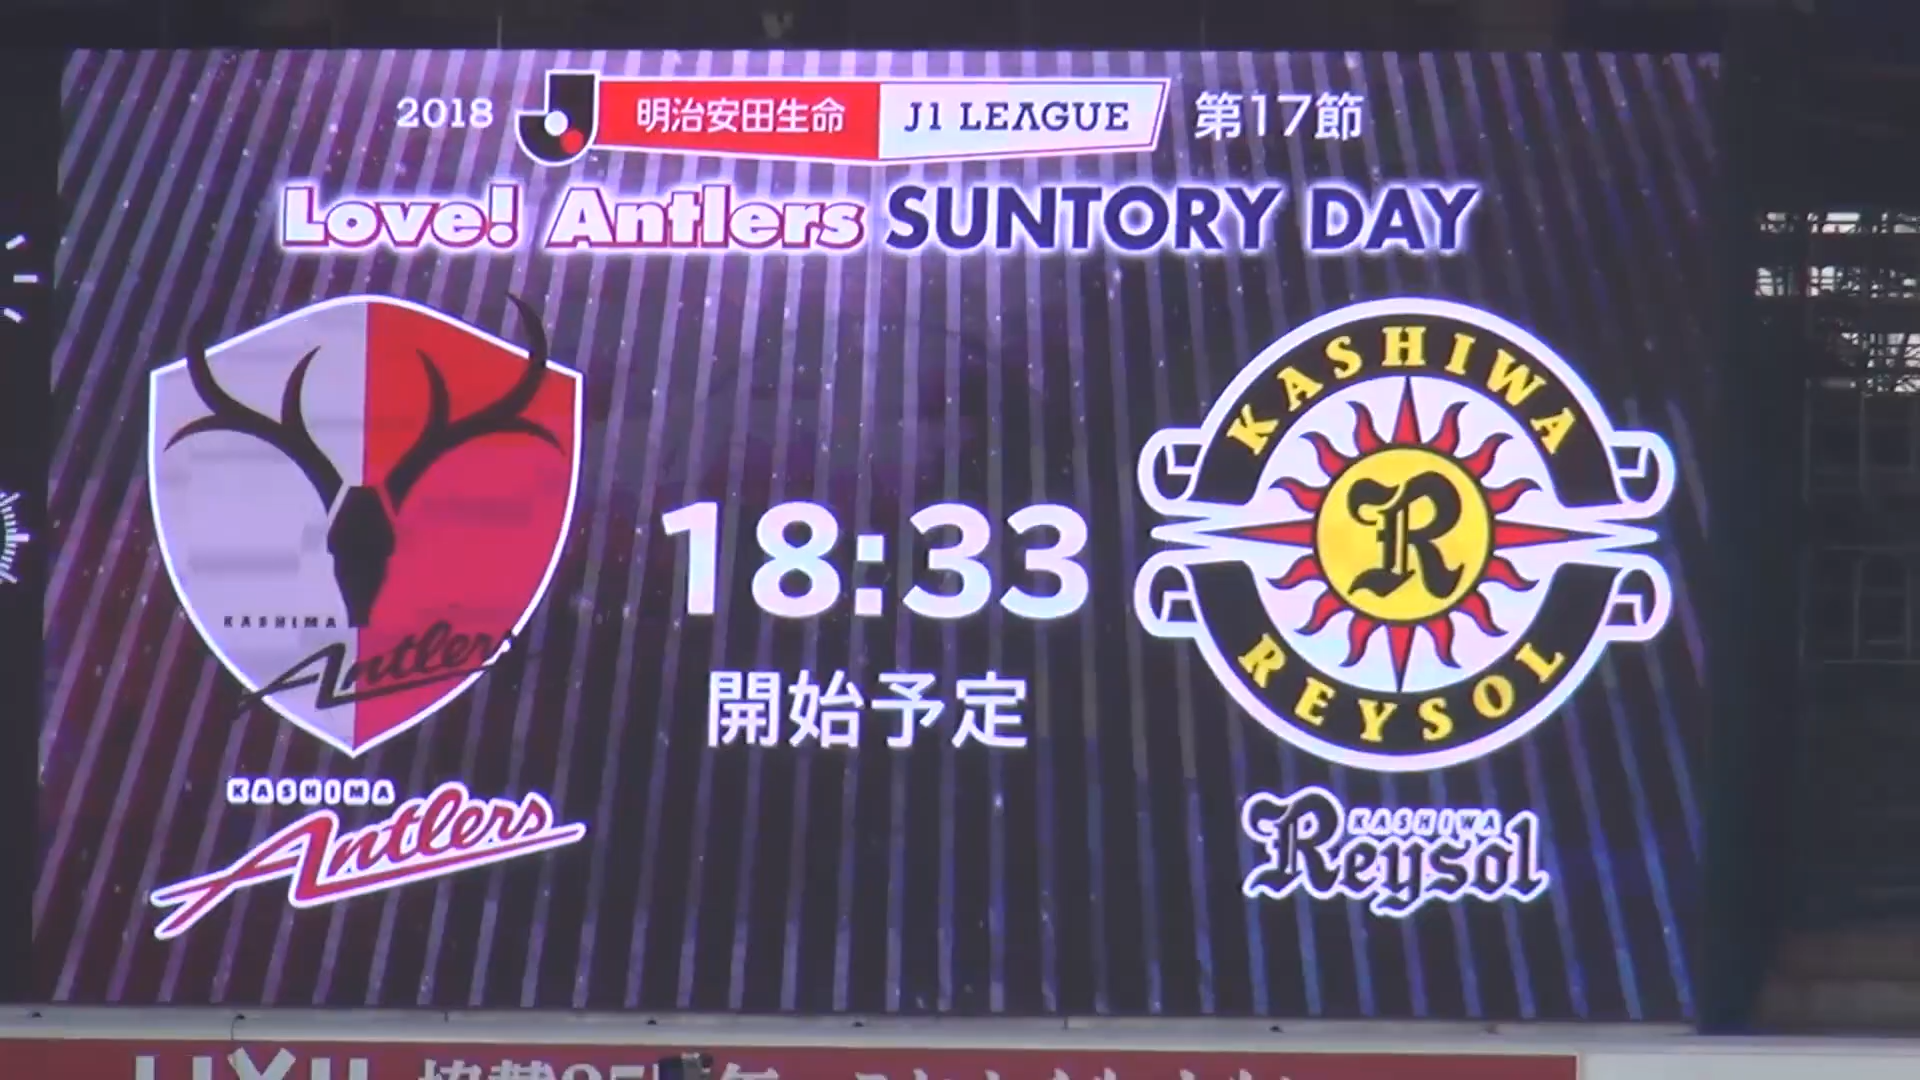 2018 明治安田生命 J1 LEAGUE 第17節
Love! Antlers SUNTORY DAY
KASHIMA
Antlers
18:33
開始予定
KASHIWA
R
REYSOL
KASHIMA
Antlers
KASHIWA
Reysol